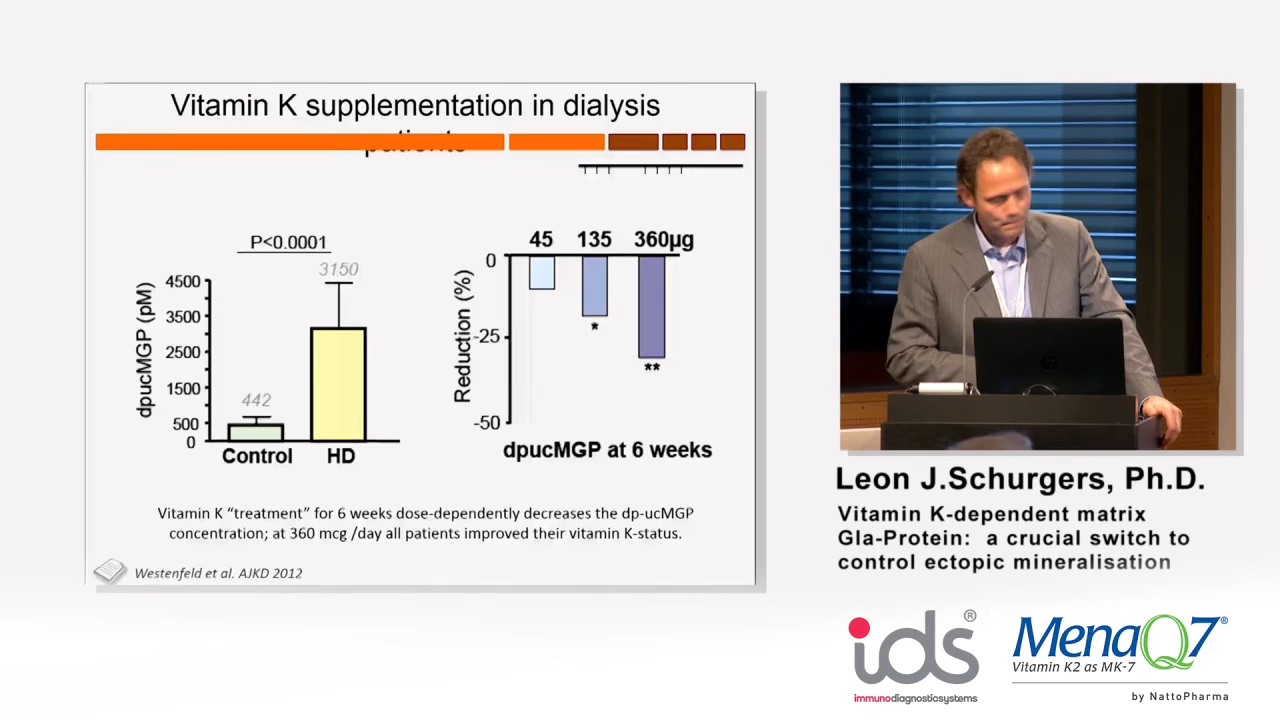 Vitamin K supplementation in dialysis
patients
P<0.0001
3150
442
dpucMGP (pM)
4500
3500
2500
1500
500
0
Control HD
45 135 360µg
Reduction (%)
0
-25
-50
*
**
dpucMGP at 6 weeks
Vitamin K “treatment” for 6 weeks dose-dependently decreases the dp-ucMGP
concentration; at 360 mcg /day all patients improved their vitamin K-status.
Westenfeld et al. AJKD 2012
Leon J.Schurgers, Ph.D.
Vitamin K-dependent matrix
Gla-Protein: a crucial switch to
control ectopic mineralisation
ids®
immunodiagnosticsystems
MenaQ7®
Vitamin K2 as MK-7
by NattoPharma